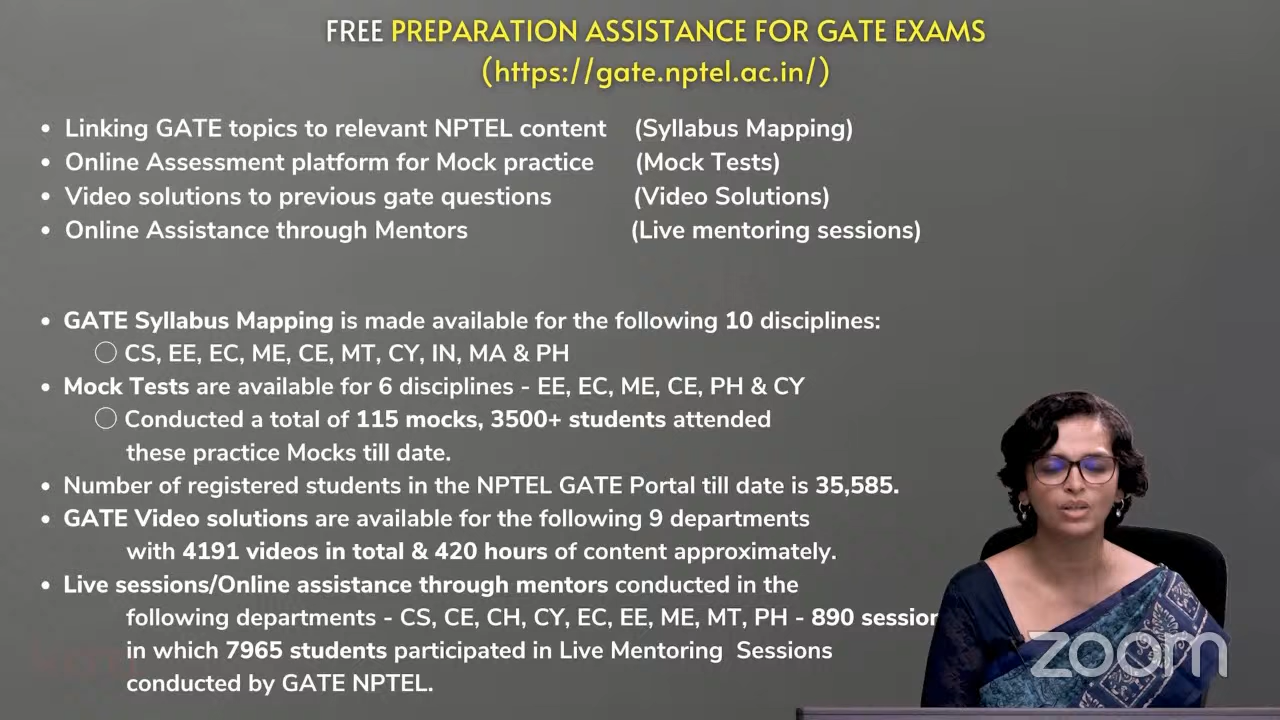 FREE PREPARATION ASSISTANCE FOR GATE EXAMS
(https://gate.nptel.ac.in/)
• Linking GATE topics to relevant NPTEL content (Syllabus Mapping)
• Online Assessment platform for Mock practice (Mock Tests)
• Video solutions to previous gate questions (Video Solutions)
• Online Assistance through Mentors (Live mentoring sessions)
• GATE Syllabus Mapping is made available for the following 10 disciplines:
○ CS, EE, EC, ME, CE, MT, CY, IN, MA & PH
• Mock Tests are available for 6 disciplines - EE, EC, ME, CE, PH & CY
○ Conducted a total of 115 mocks, 3500+ students attended
these practice Mocks till date.
• Number of registered students in the NPTEL GATE Portal till date is 35,585.
• GATE Video solutions are available for the following 9 departments
with 4191 videos in total & 420 hours of content approximately.
• Live sessions/Online assistance through mentors conducted in the
following departments - CS, CE, CH, CY, EC, EE, ME, MT, PH - 890 session
in which 7965 students participated in Live Mentoring Sessions
conducted by GATE NPTEL.
zoom